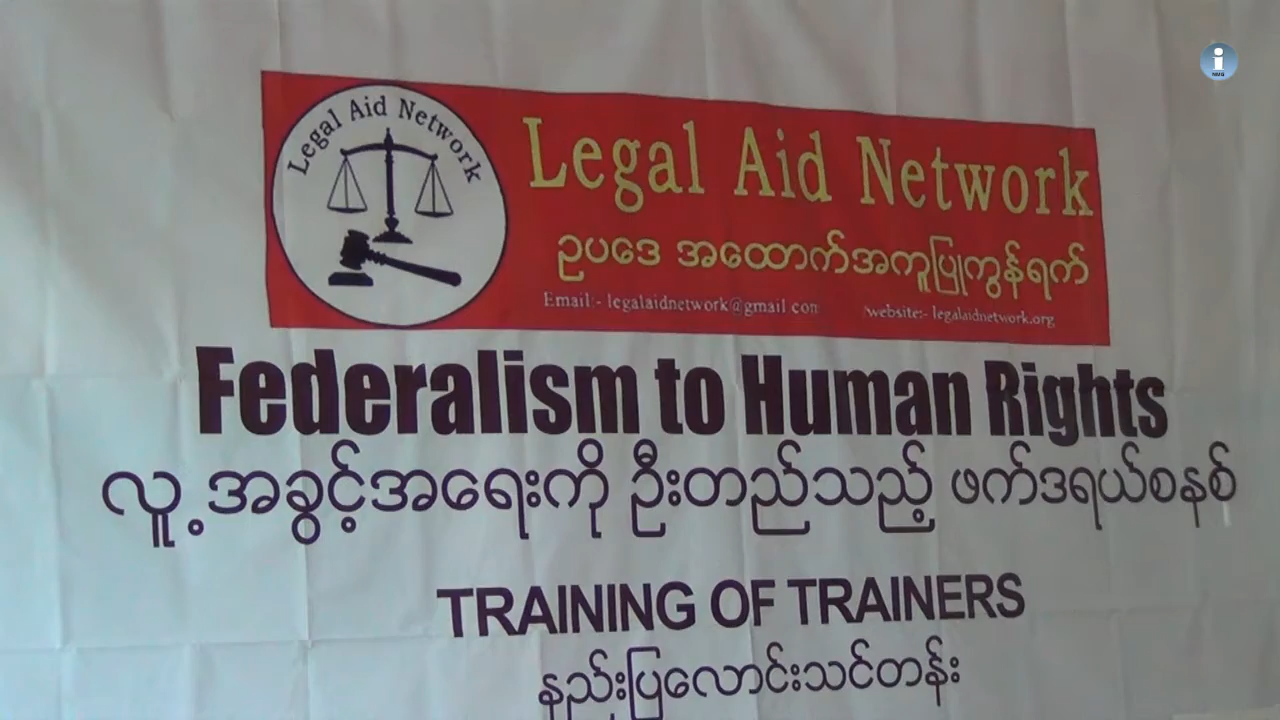 Legal Aid Network
Legal Aid Network
ဥပဒေ အထောက်အကူပြုကွန်ရက်
Email:- legalaidnetwork@gmail con
website:- legalaidnetwork.org
Federalism to Human Rights
လူ့အခွင့်အရေးကို ဦးတည်သည့် ဖက်ဒရယ်စနစ်
TRAINING OF TRAINERS
နည်းပြလောင်းသင်တန်း
i
NMG